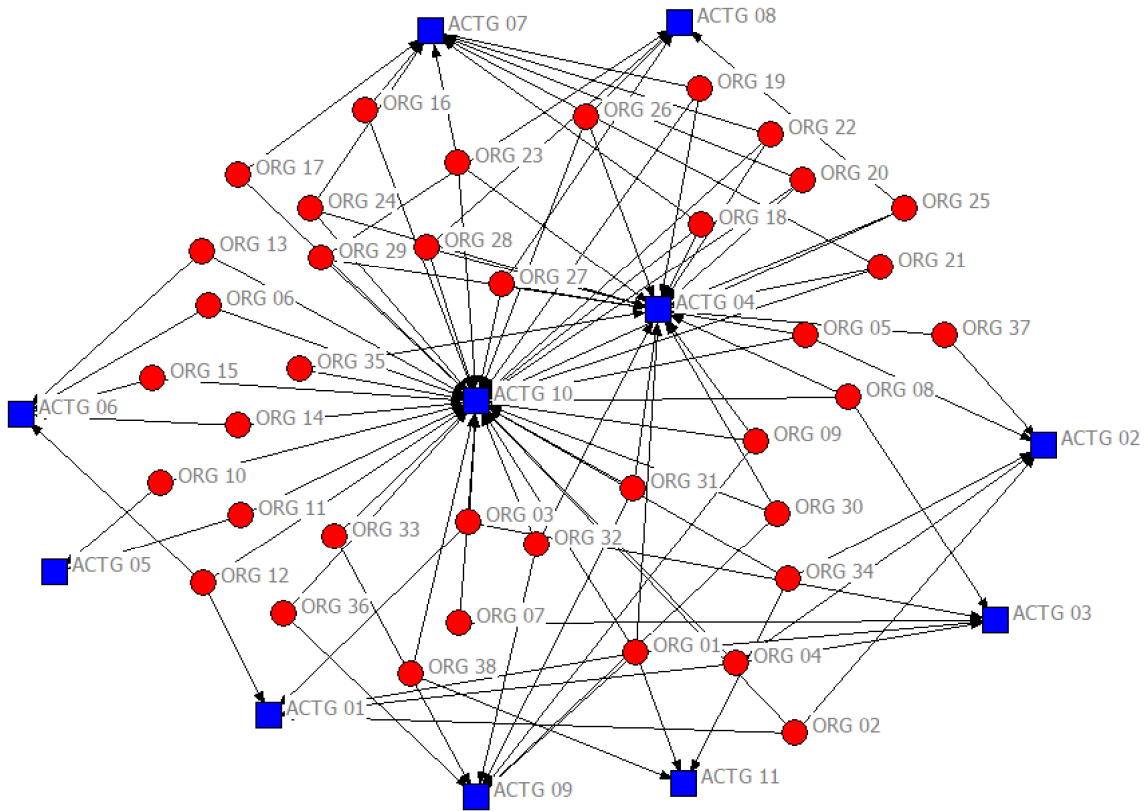 ACTG 07
ACTG 08
ORG 19
ORG 16
ORG 26
ORG 22
ORG 23
ORG 17
ORG 20
ORG 24
ORG 25
ORG 18
ORG 28
ORG 13
ORG 29
ORG 21
ORG 27
ORG 06
ACTG 04
ORG 05
ORG 37
ORG 35
ORG 15
ACTG 10
ORG 08
ACTG 06
ORG 14
ORG 09
ACTG 02
ORG 10
ORG 31
ORG 11
ORG 30
ORG 03
ORG 33
ORG 32
ACTG 05
ORG 34
ORG 12
ORG 36
ORG 07
ACTG 03
ORG 01
ORG 04
ORG 38
ACTG 01
ORG 02
ACTG 11
ACTG 09